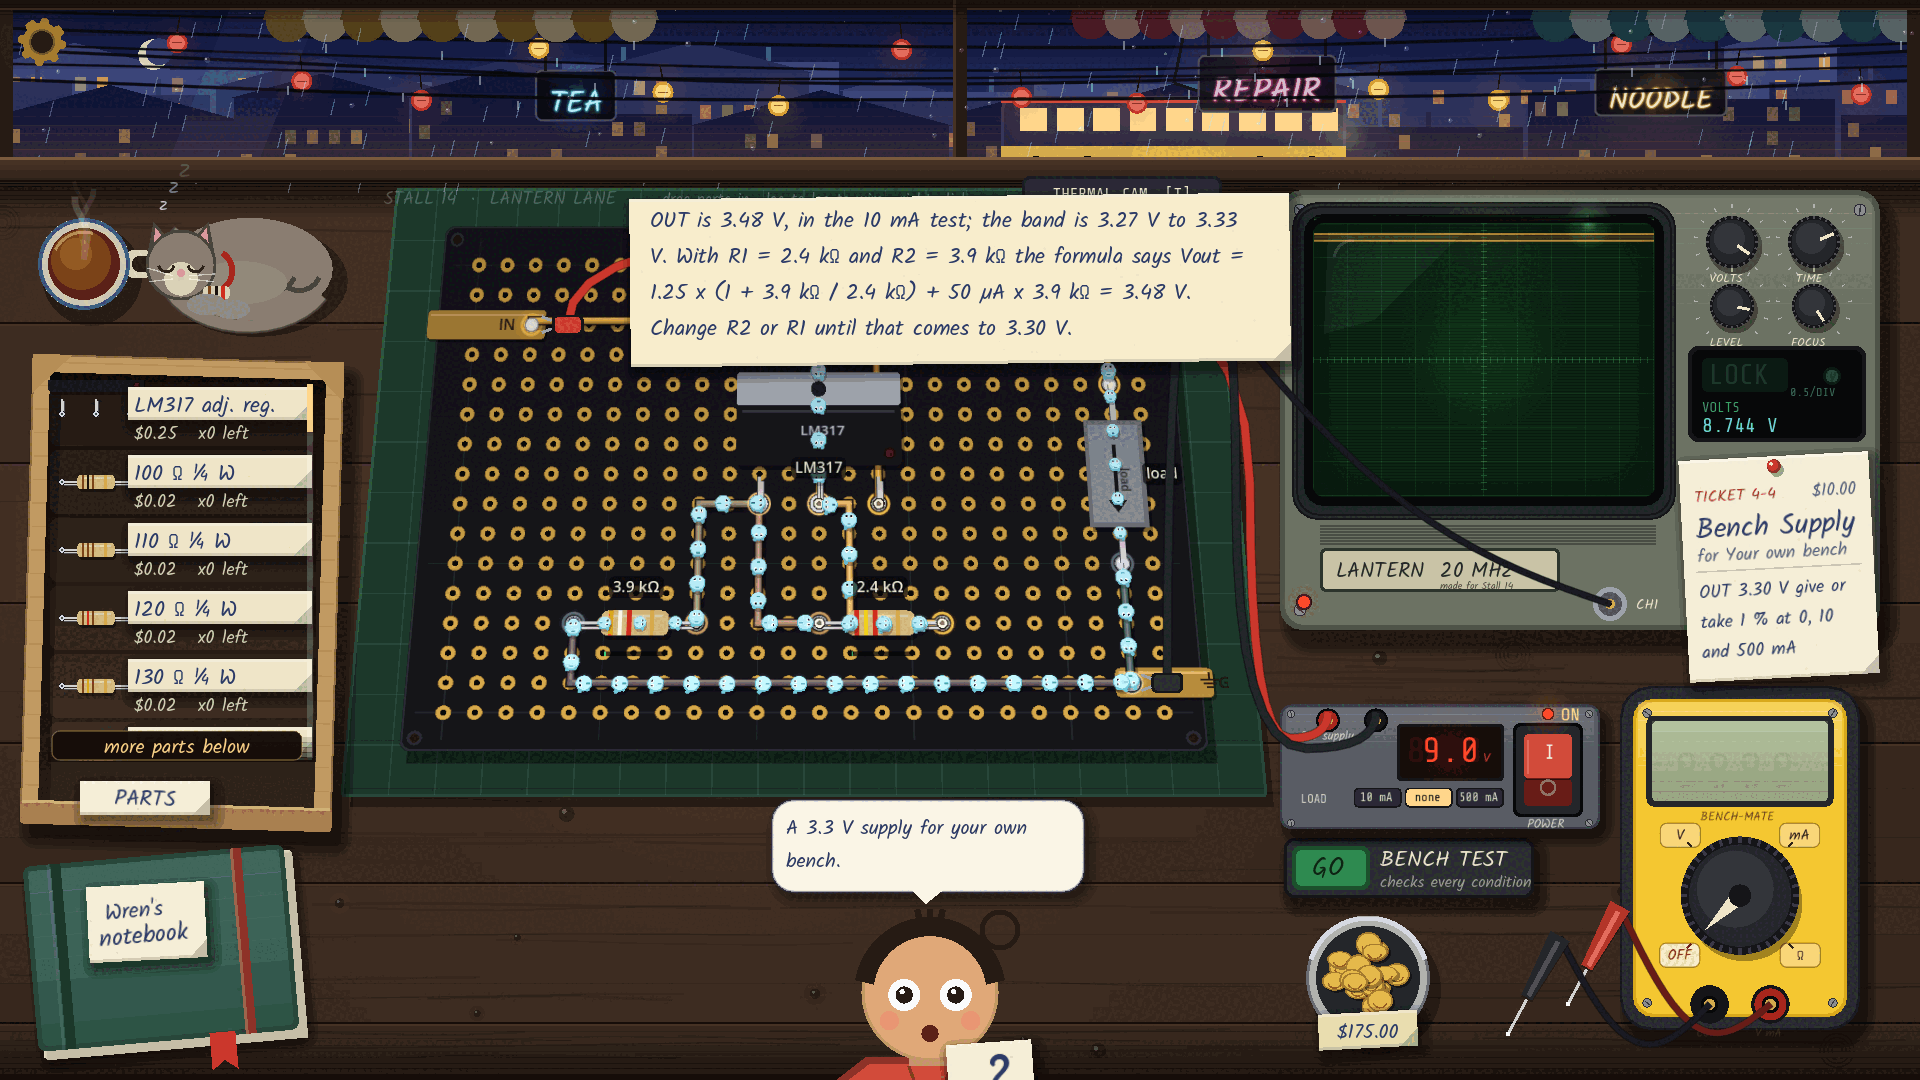 TEA
REPAIR
NOODLE
STALL 14 · LANTERN LANE
THERMAL CAM [T]
OUT is 3.48 V, in the 10 mA test; the band is 3.27 V to 3.33
V. With R1 = 2.4 kΩ and R2 = 3.9 kΩ the formula says Vout =
1.25 x (1 + 3.9 kΩ / 2.4 kΩ) + 50 µA x 3.9 kΩ = 3.48 V.
Change R2 or R1 until that comes to 3.30 V.
z
z
z
IN
LM317
LM317
load
load
3.9 kΩ
2.4 kΩ
G
LM317 adj. reg.
$0.25 x0 left
100 Ω ¼ W
$0.02 x0 left
110 Ω ¼ W
$0.02 x0 left
120 Ω ¼ W
$0.02 x0 left
130 Ω ¼ W
$0.02 x0 left
more parts below
PARTS
Wren's
notebook
A 3.3 V supply for your own
bench.
2
VOLTS
TIME
LEVEL
FOCUS
LOCK
0.5/DIV
VOLTS
8.744 V
LANTERN 20 MHz
made for Stall 14
CH1
TICKET 4-4 $10.00
Bench Supply
for Your own bench
OUT 3.30 V give or
take 1 % at 0, 10
and 500 mA
supply
9.0 V
ON
I
LOAD
10 mA
none
500 mA
POWER
GO
BENCH TEST
checks every condition
$175.00
BENCH-MATE
V
mA
OFF
Ω